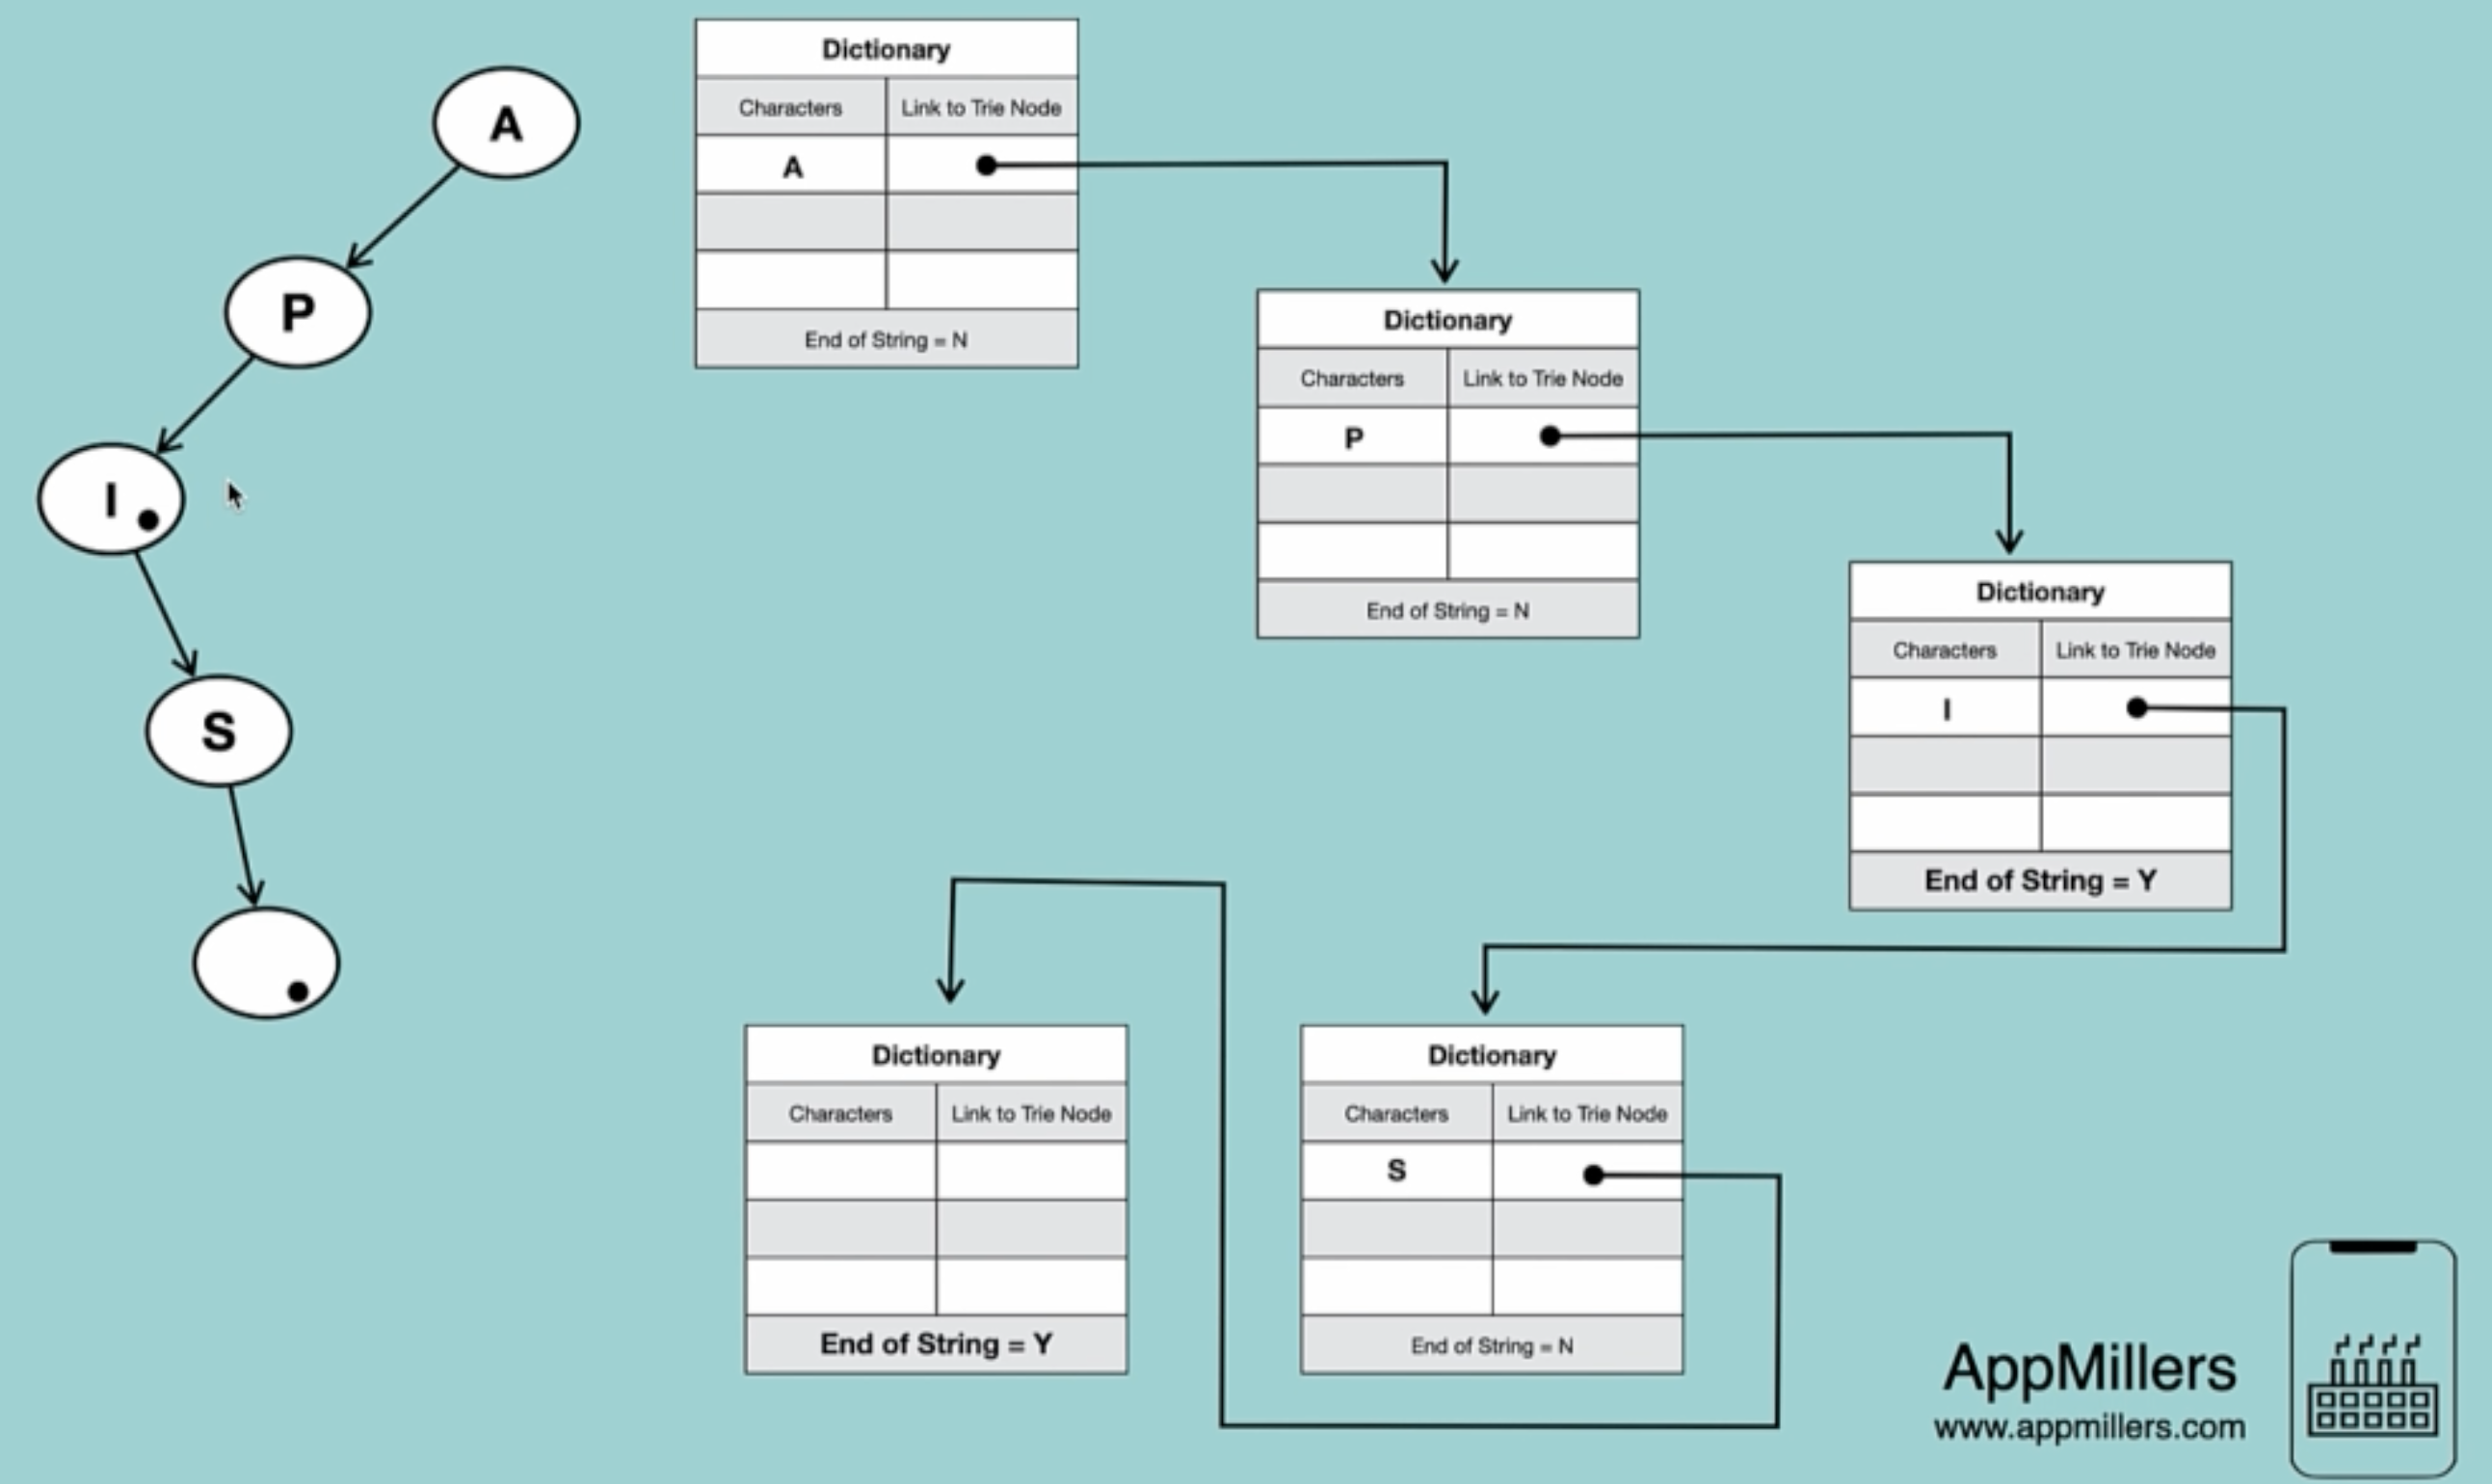 A
P
I
S
Dictionary
Characters Link to Trie Node
A
End of String = N
Dictionary
Characters Link to Trie Node
P
End of String = N
Dictionary
Characters Link to Trie Node
I
End of String = Y
Dictionary
Characters Link to Trie Node
S
End of String = N
Dictionary
Characters Link to Trie Node
End of String = Y
AppMillers
www.appmillers.com